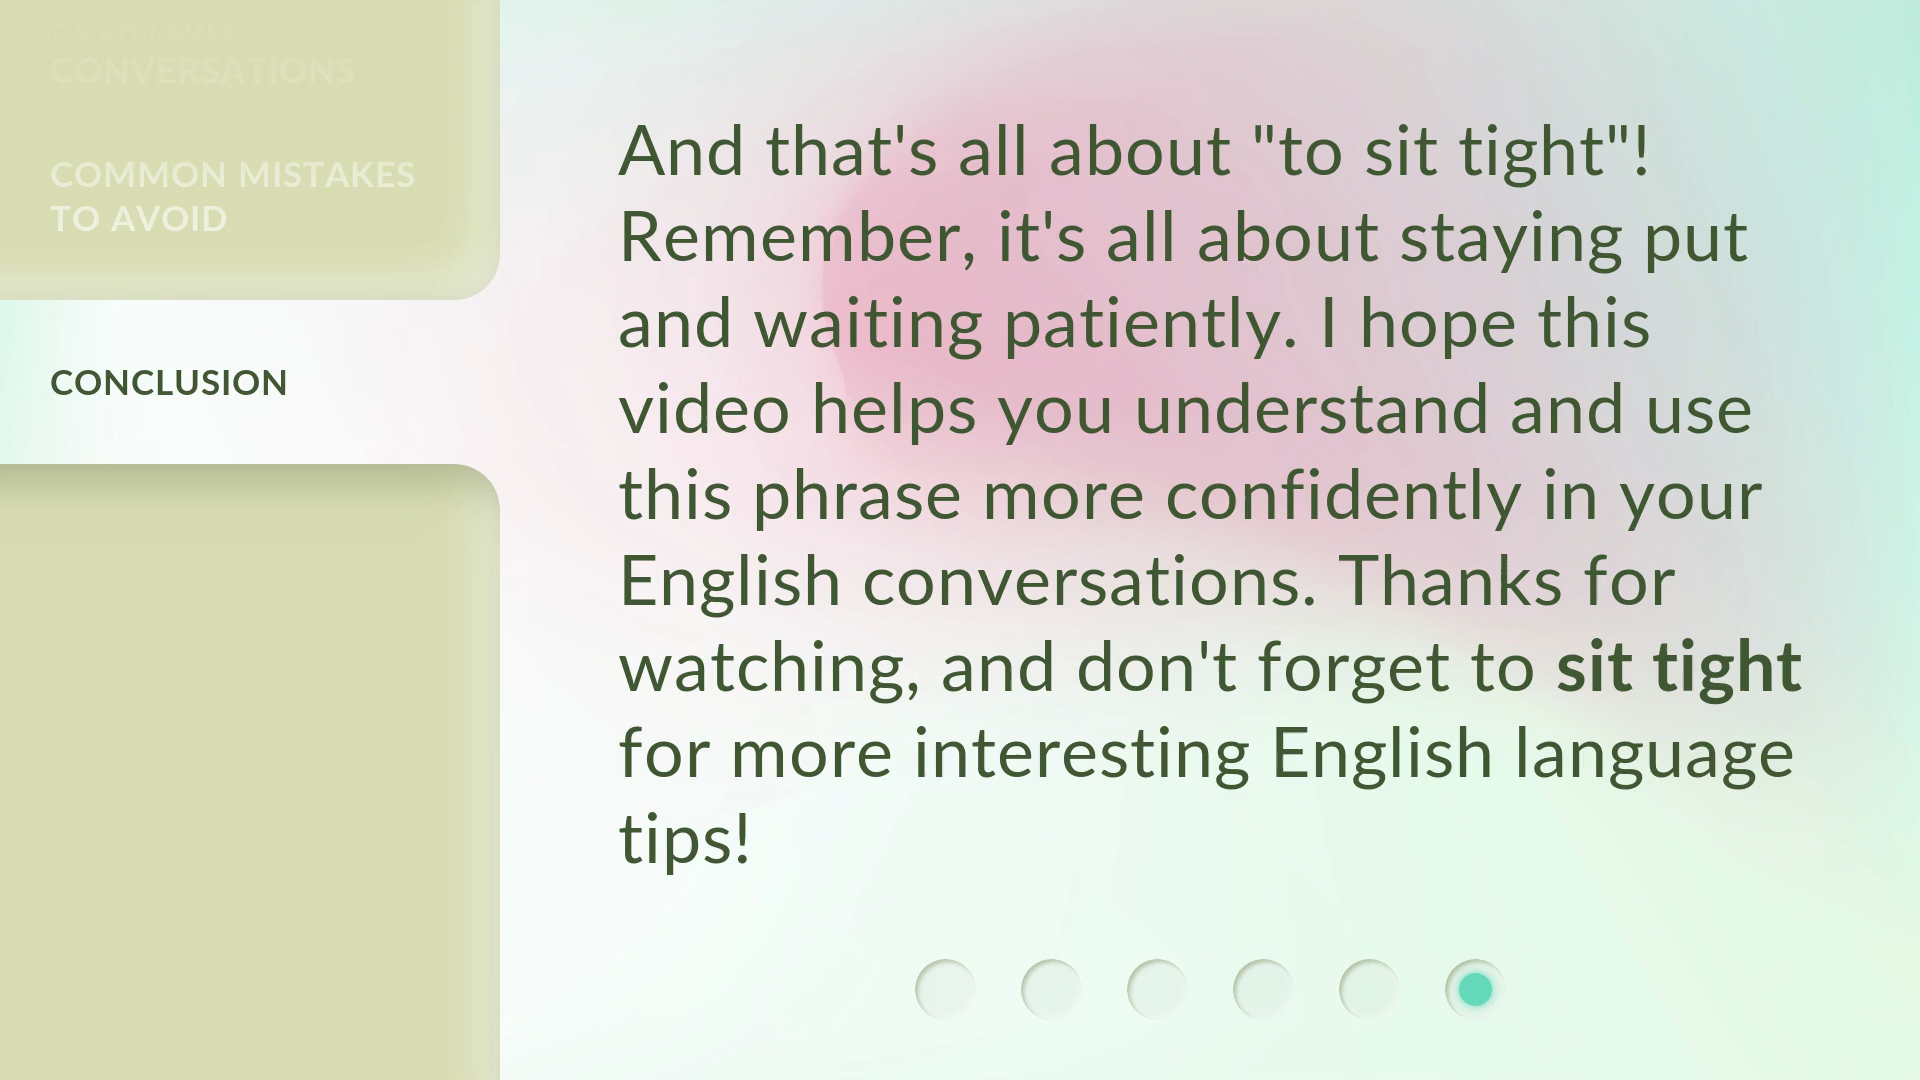 CONVERSATIONS
COMMON MISTAKES
TO AVOID
CONCLUSION
And that's all about "to sit tight"!
Remember, it's all about staying put
and waiting patiently. I hope this
video helps you understand and use
this phrase more confidently in your
English conversations. Thanks for
watching, and don't forget to sit tight
for more interesting English language
tips!